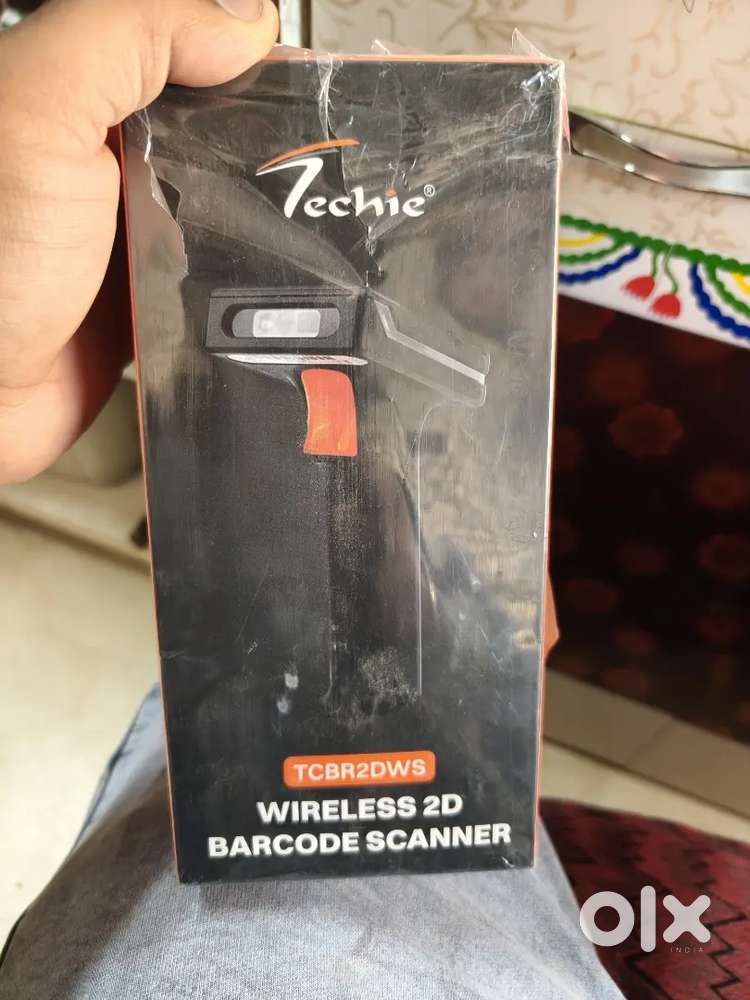 Techie®
TCBR2DWS
WIRELESS 2D
BARCODE SCANNER
olx
INDIA